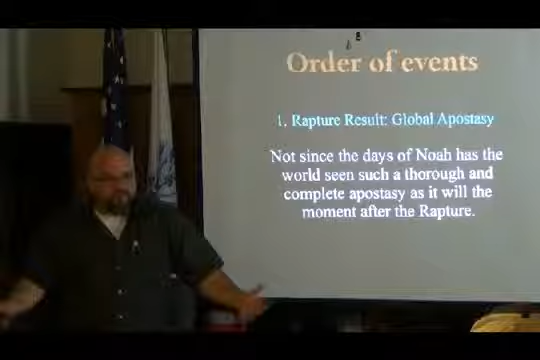 Order of events
1. Rapture Result: Global Apostasy
Not since the days of Noah has the
world seen such a thorough and
complete apostasy as it will the
moment after the Rapture.